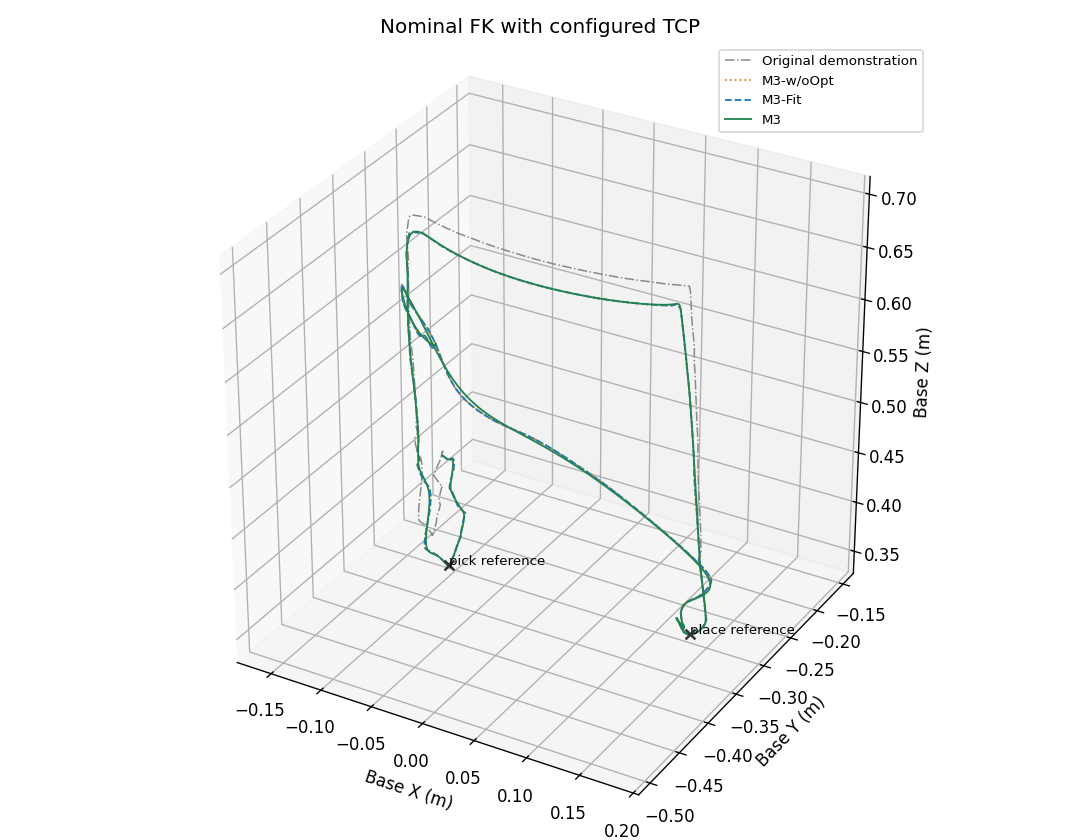 Nominal FK with configured TCP
Original demonstration
M3-w/oOpt
M3-Fit
M3
0.70
0.65
0.60
0.55
0.50
0.45
0.40
0.35
Base Z (m)
pick reference
place reference
−0.15
−0.20
−0.25
−0.30
−0.35
−0.40
−0.45
−0.50
Base Y (m)
−0.15
−0.10
−0.05
0.00
0.05
0.10
0.15
0.20
Base X (m)